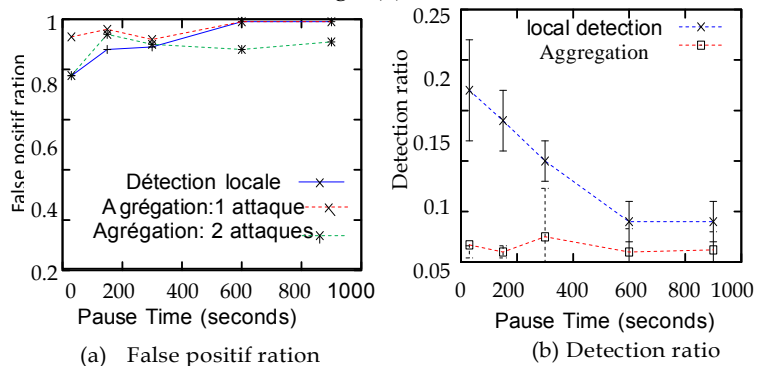 False positif ration
1
0.8
0.6
0.4
0.2
Détection locale
Agrégation:1 attaque
Agrégation: 2 attaques
0 200 400 600 800 1000
Pause Time (seconds)
(a) False positif ration
Detection ratio
0.25
0.2
0.15
0.1
0.05
local detection
Aggregation
0 200 400 600 800 1000
Pause Time (seconds)
(b) Detection ratio